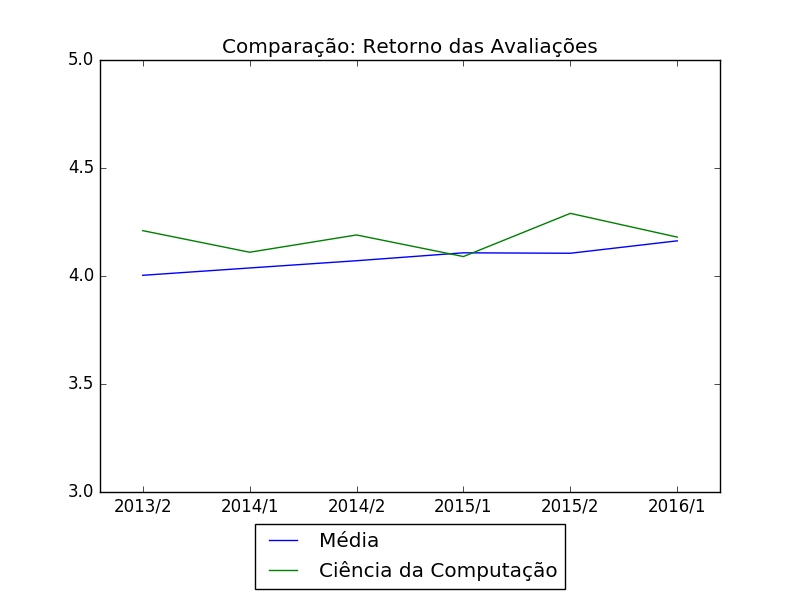 Comparação: Retorno das Avaliações
5.0
4.5
4.0
3.5
3.0
2013/2 2014/1 2014/2 2015/1 2015/2 2016/1
Média
Ciência da Computação